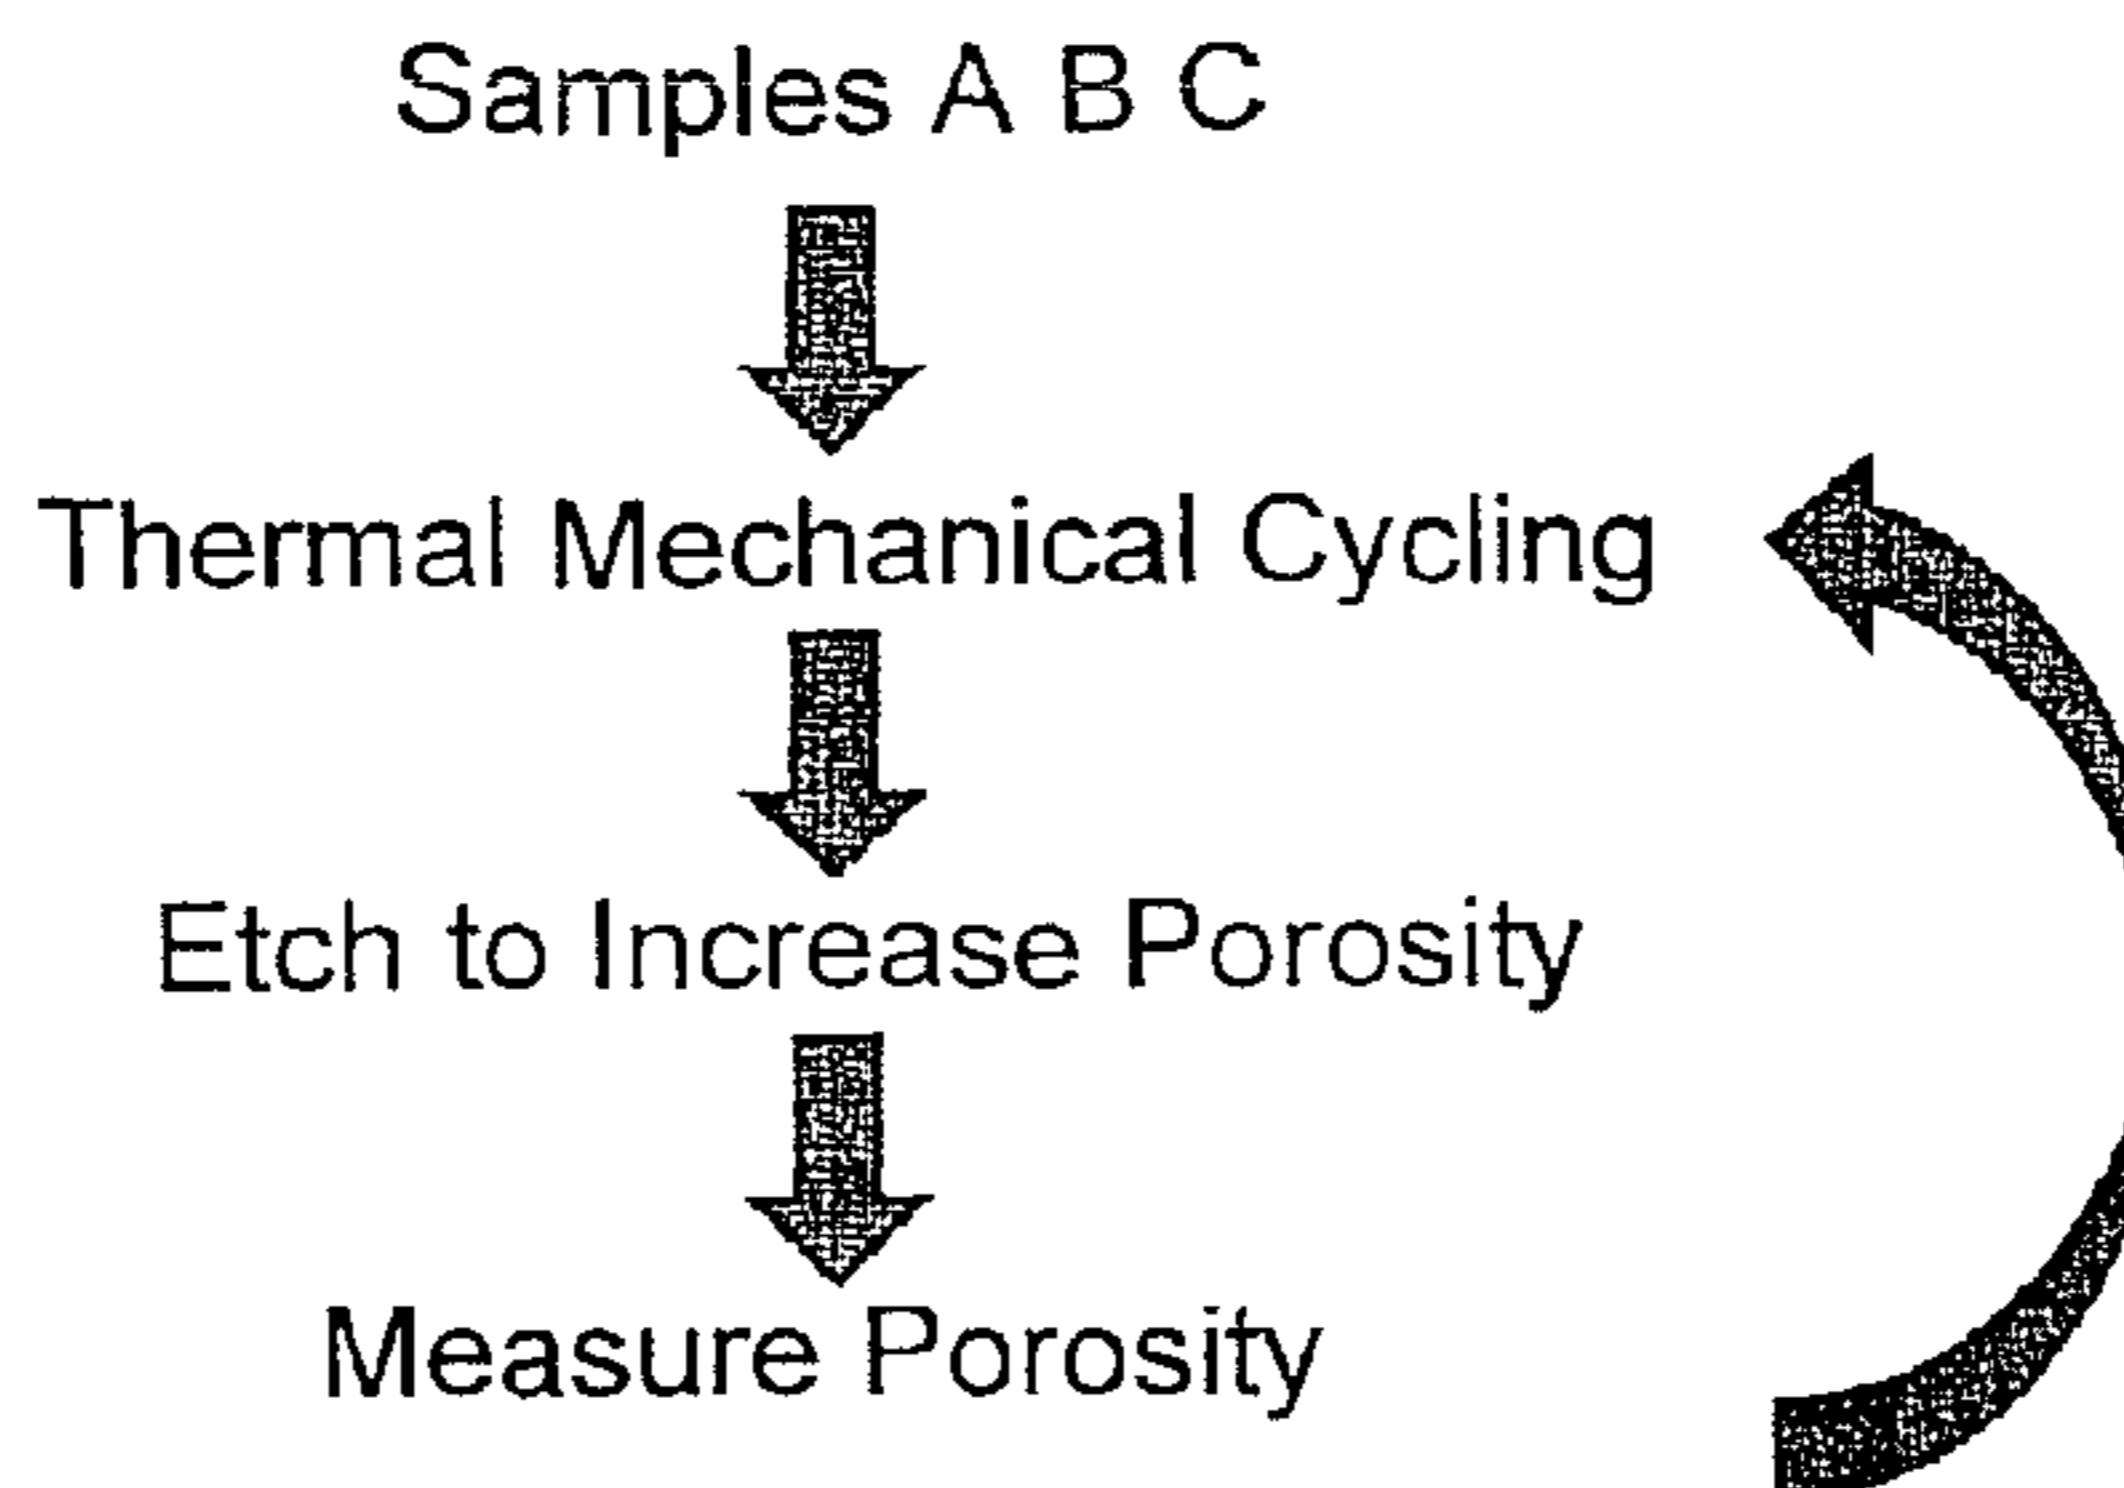 Samples A B C
Thermal Mechanical Cycling
Etch to Increase Porosity
Measure Porosity